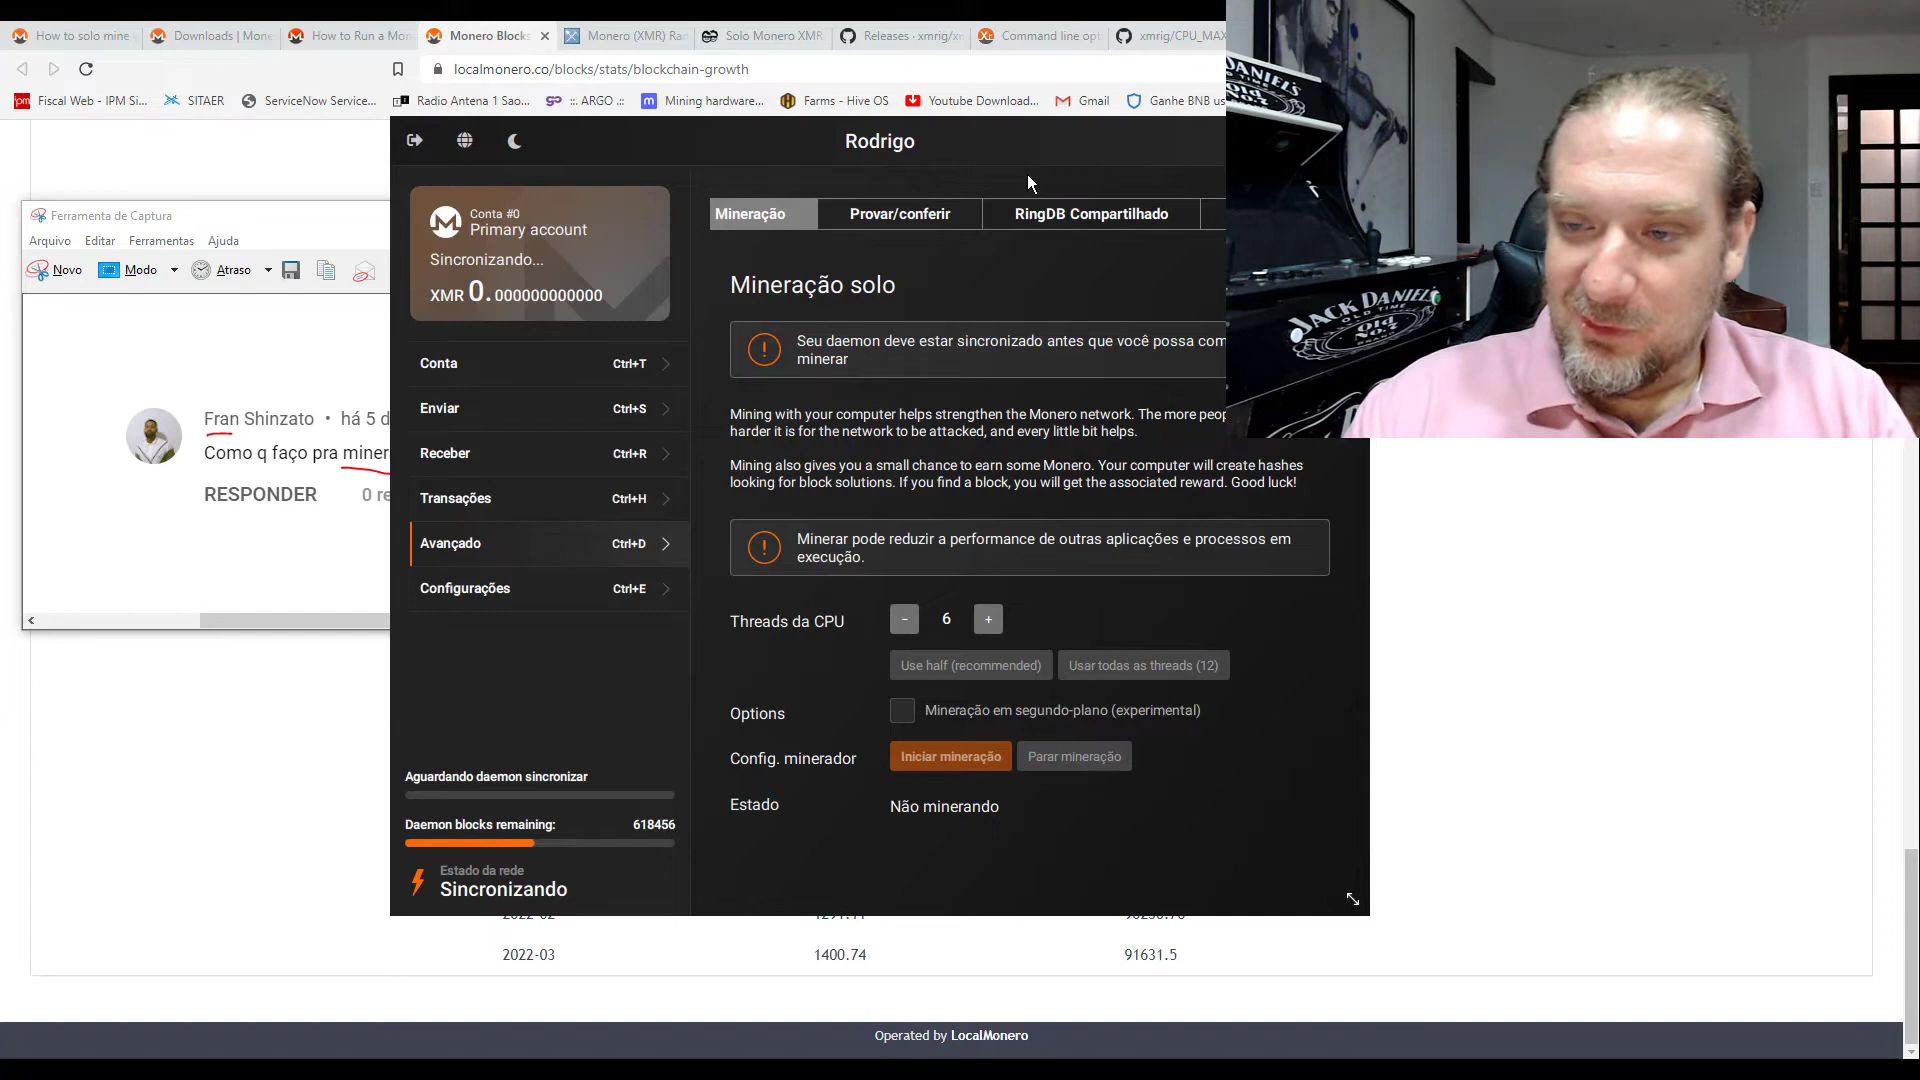 How to solo mine
Downloads | Mone
How to Run a Mon
Monero Blocks
Monero (XMR) Ran
Solo Monero XMR
Releases · xmrig/xm
Command line opt
xmrig/CPU_MAX
localmonero.co/blocks/stats/blockchain-growth
Fiscal Web - IPM Si...
SITAER
ServiceNow Service...
Radio Antena 1 Sao...
::. ARGO .::
Mining hardware...
Farms - Hive OS
Youtube Download...
Gmail
Ganhe BNB us
Ferramenta de Captura
Arquivo Editar Ferramentas Ajuda
Novo Modo Atraso
Fran Shinzato • há 5 d
Como q faço pra miner
RESPONDER 0 re
Rodrigo
Conta #0
Primary account
Sincronizando...
XMR 0.000000000000
Conta Ctrl+T
Enviar Ctrl+S
Receber Ctrl+R
Transações Ctrl+H
Avançado Ctrl+D
Configurações Ctrl+E
Aguardando daemon sincronizar
Daemon blocks remaining: 618456
Estado da rede
Sincronizando
Mineração Provar/conferir RingDB Compartilhado
Mineração solo
Seu daemon deve estar sincronizado antes que você possa com
minerar
Mining with your computer helps strengthen the Monero network. The more peop
harder it is for the network to be attacked, and every little bit helps.
Mining also gives you a small chance to earn some Monero. Your computer will create hashes
looking for block solutions. If you find a block, you will get the associated reward. Good luck!
Minerar pode reduzir a performance de outras aplicações e processos em
execução.
Threads da CPU - 6 +
Use half (recommended) Usar todas as threads (12)
Options Mineração em segundo-plano (experimental)
Config. minerador Iniciar mineração Parar mineração
Estado Não minerando
2022-03 1400.74 91631.5
Operated by LocalMonero
JACK DANIEL'S
OLD TIME
OLD NO.7